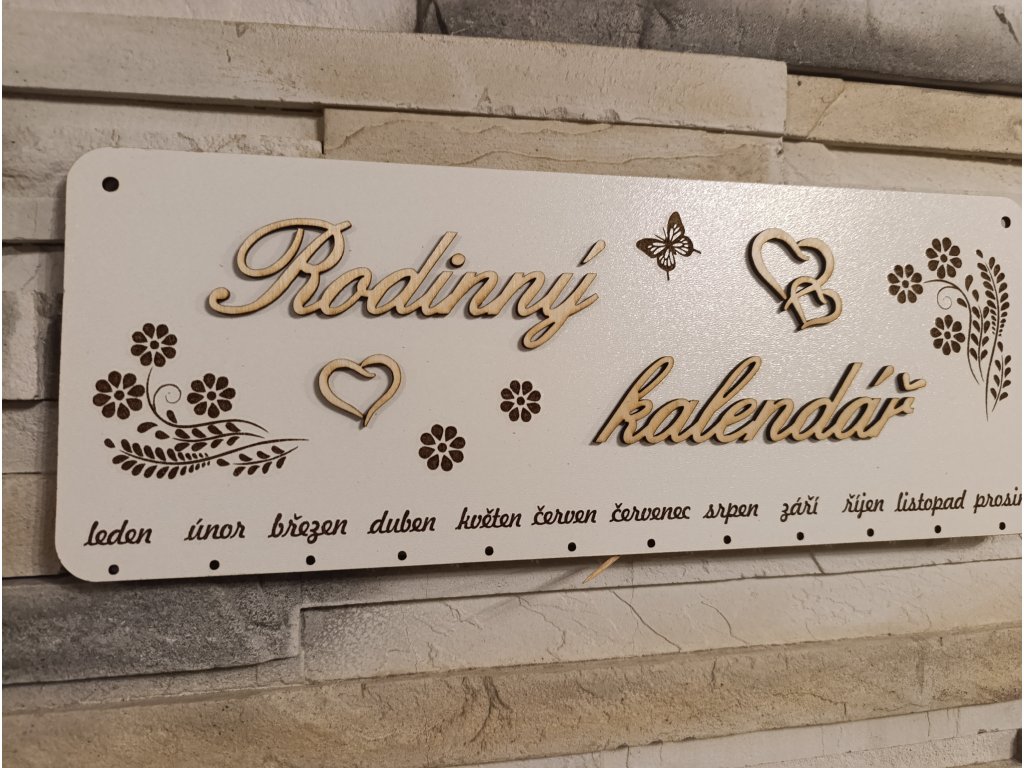 Rodinný
kalendář
leden únor březen duben květen červen červenec srpen září říjen listopad